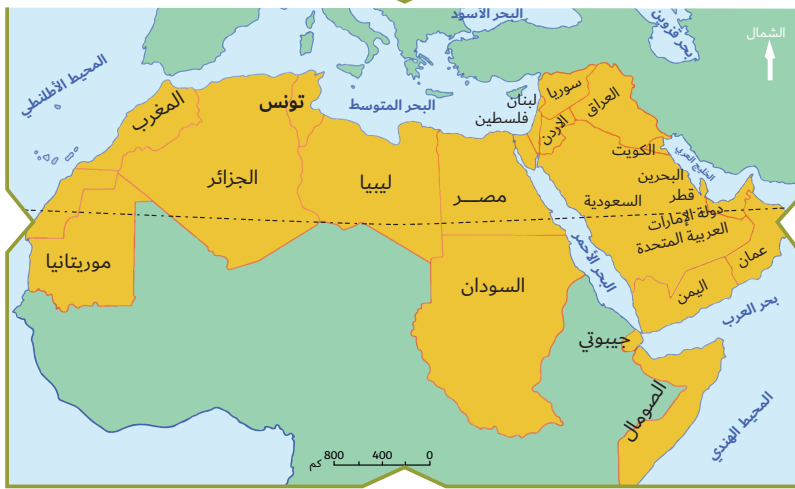 البحر الأسود
بحر قزوين
الشمال
المحيط الأطلنطي
المغرب
تونس
البحر المتوسط
لبنان
فلسطين
سوريا
العراق
الاردن
الجزائر
ليبيا
مصـــر
الكويت
الخليج العربي
البحرين
قطر
السعودية
دولة الإمارات
العربية المتحدة
عمان
اليمن
البحر الأحمر
بحر العرب
موريتانيا
السودان
جيبوتي
الصومال
المحيط الهندي
800 400 0
كم